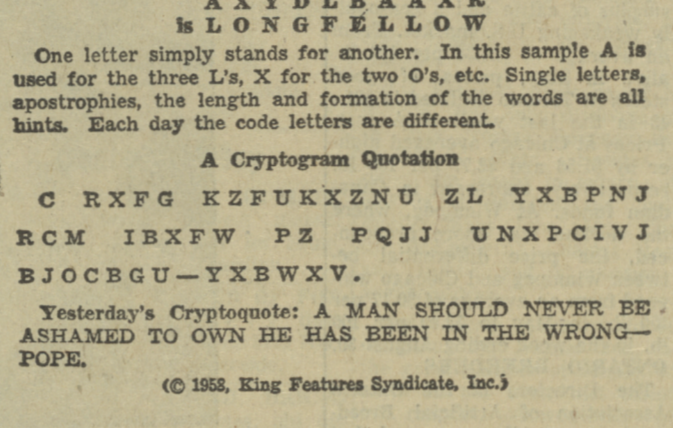 A X Y D L B A A X R
is L O N G F E L L O W
One letter simply stands for another. In this sample A is
used for the three L's, X for the two O's, etc. Single letters,
apostrophies, the length and formation of the words are all
hints. Each day the code letters are different.
A Cryptogram Quotation
C RXFG KZFUKXZNU ZL YXBPNJ
RCM IBXFW PZ PQJJ UNXPCIVJ
BJOCBGU—YXBWXV.
Yesterday's Cryptoquote: A MAN SHOULD NEVER BE
ASHAMED TO OWN HE HAS BEEN IN THE WRONG—
POPE.
(© 1958, King Features Syndicate, Inc.)